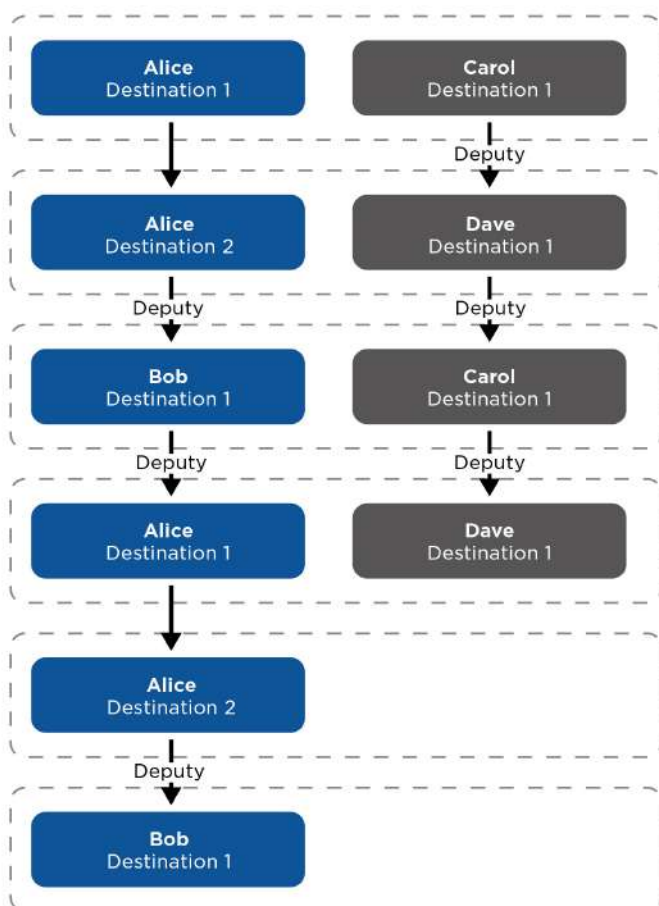 Alice
Destination 1
Carol
Destination 1
Deputy
Alice
Destination 2
Dave
Destination 1
Deputy
Deputy
Bob
Destination 1
Carol
Destination 1
Deputy
Deputy
Alice
Destination 1
Dave
Destination 1
Alice
Destination 2
Deputy
Bob
Destination 1